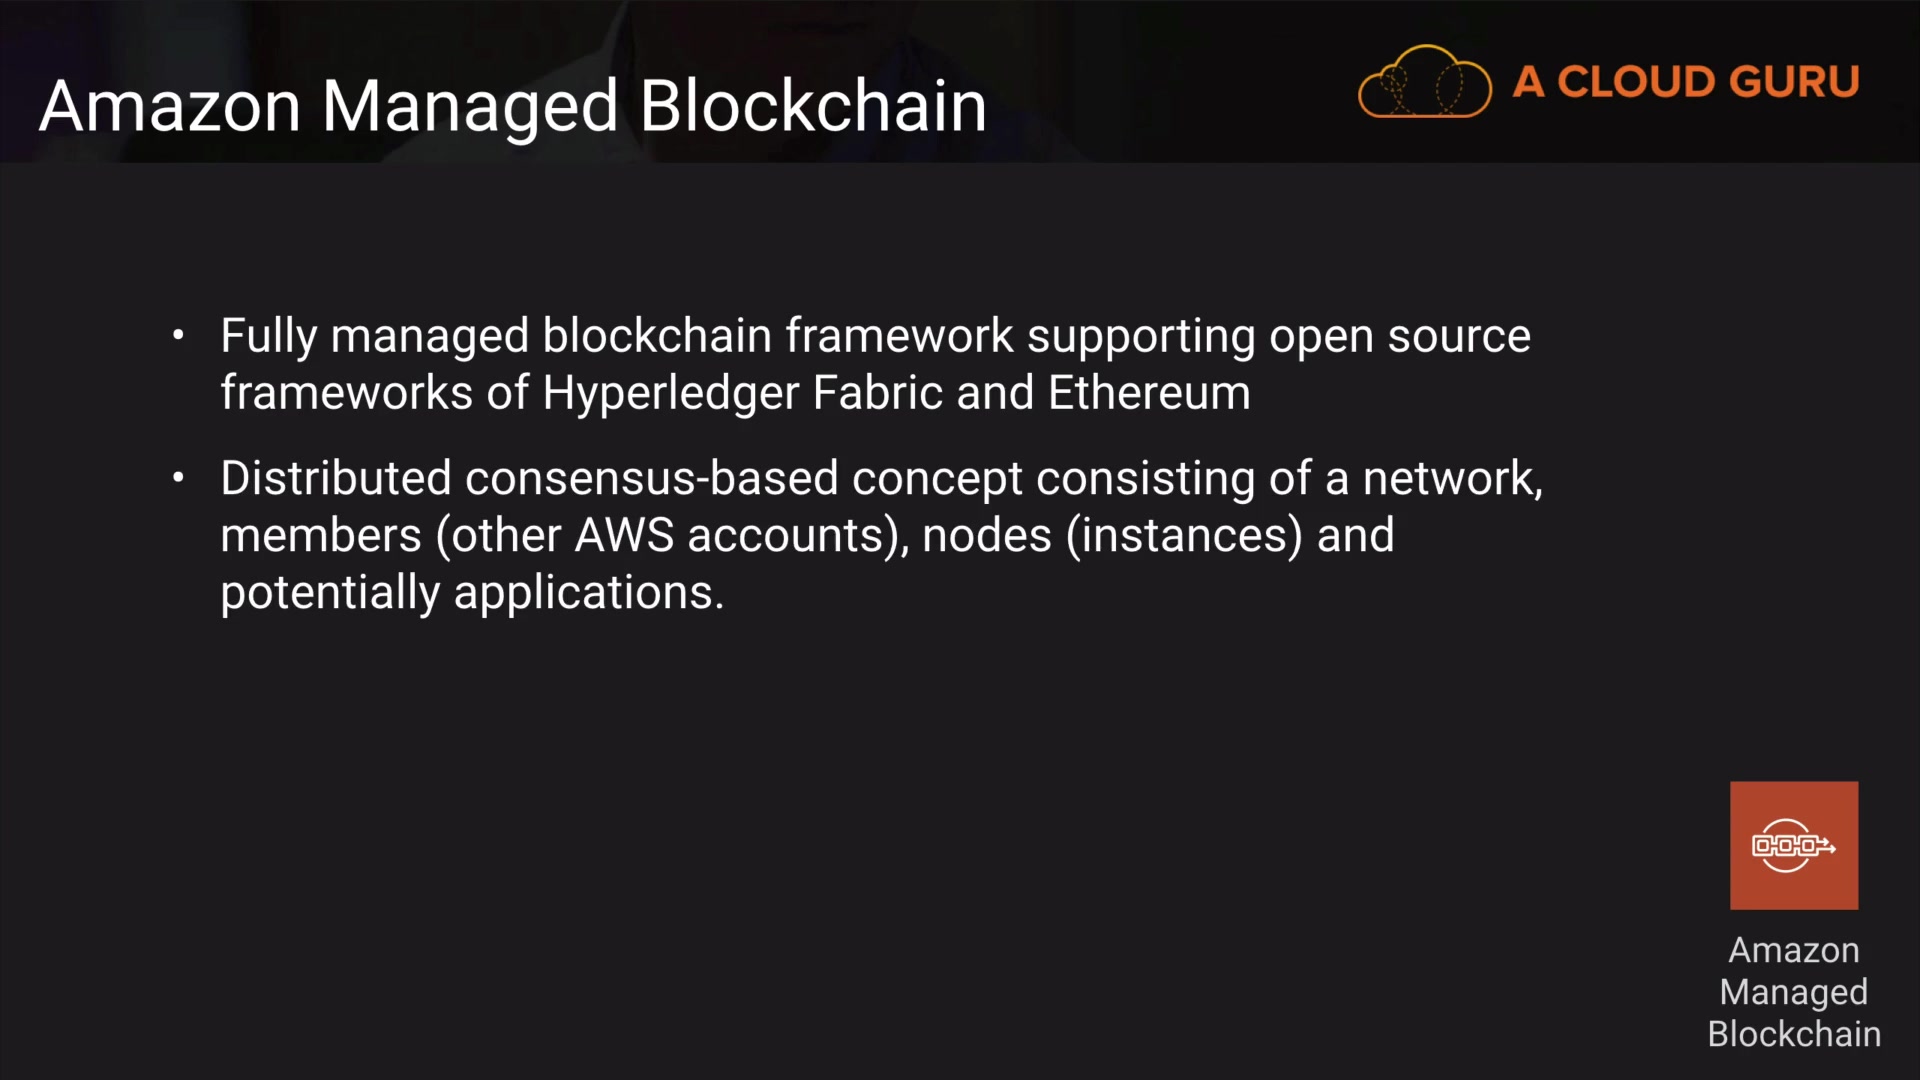 Amazon Managed Blockchain
A CLOUD GURU
• Fully managed blockchain framework supporting open source
frameworks of Hyperledger Fabric and Ethereum
• Distributed consensus-based concept consisting of a network,
members (other AWS accounts), nodes (instances) and
potentially applications.
Amazon
Managed
Blockchain